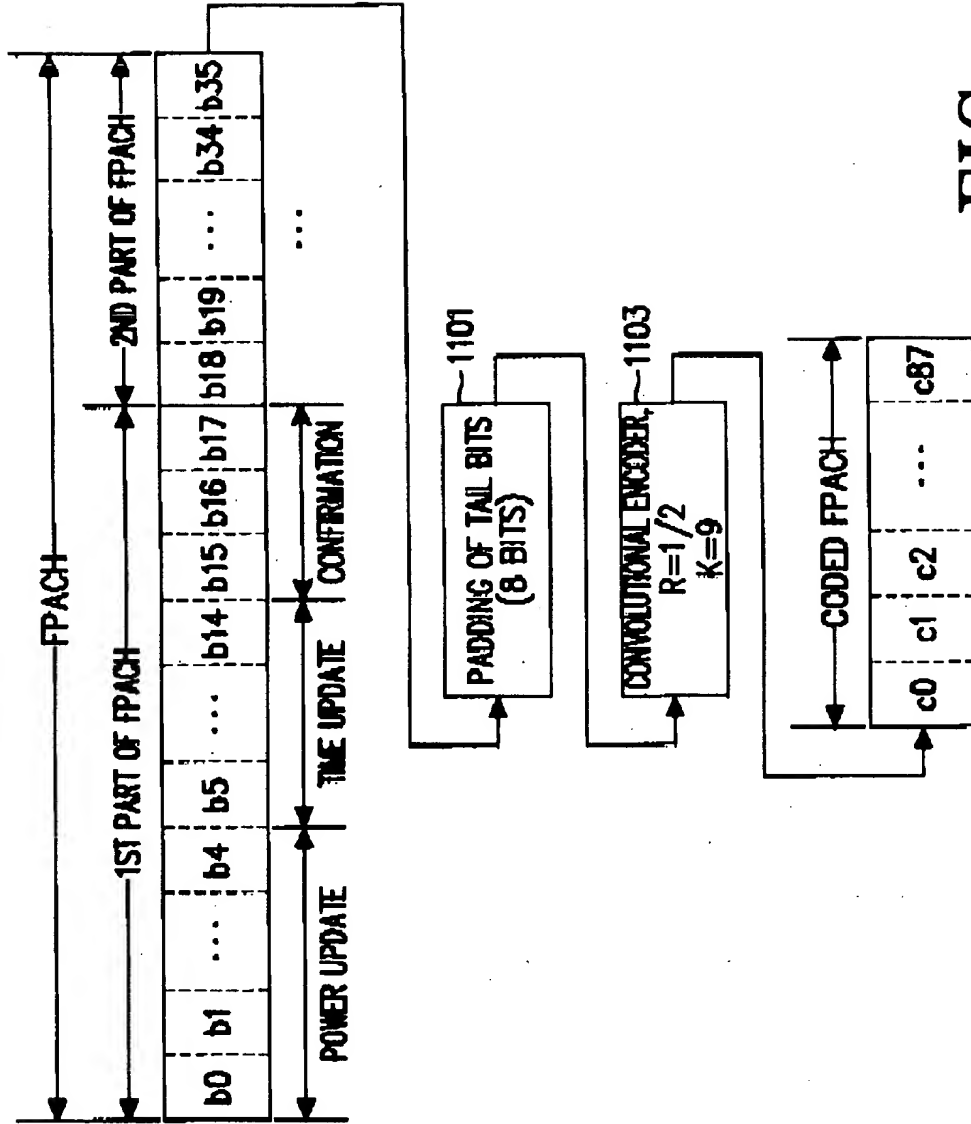 FPACH
1ST PART OF FPACH 2ND PART OF FPACH
b0 b1 ... b4 b5 ... b14 b15 b16 b17 b18 b19 ... b34 b35
POWER UPDATE TIME UPDATE CONFIRMATION ...
1101
PADDING OF TAIL BITS
(8 BITS)
1103
CONVOLUTIONAL ENCODER,
R=1/2
K=9
CODED FPACH
c0 c1 c2 ... c87